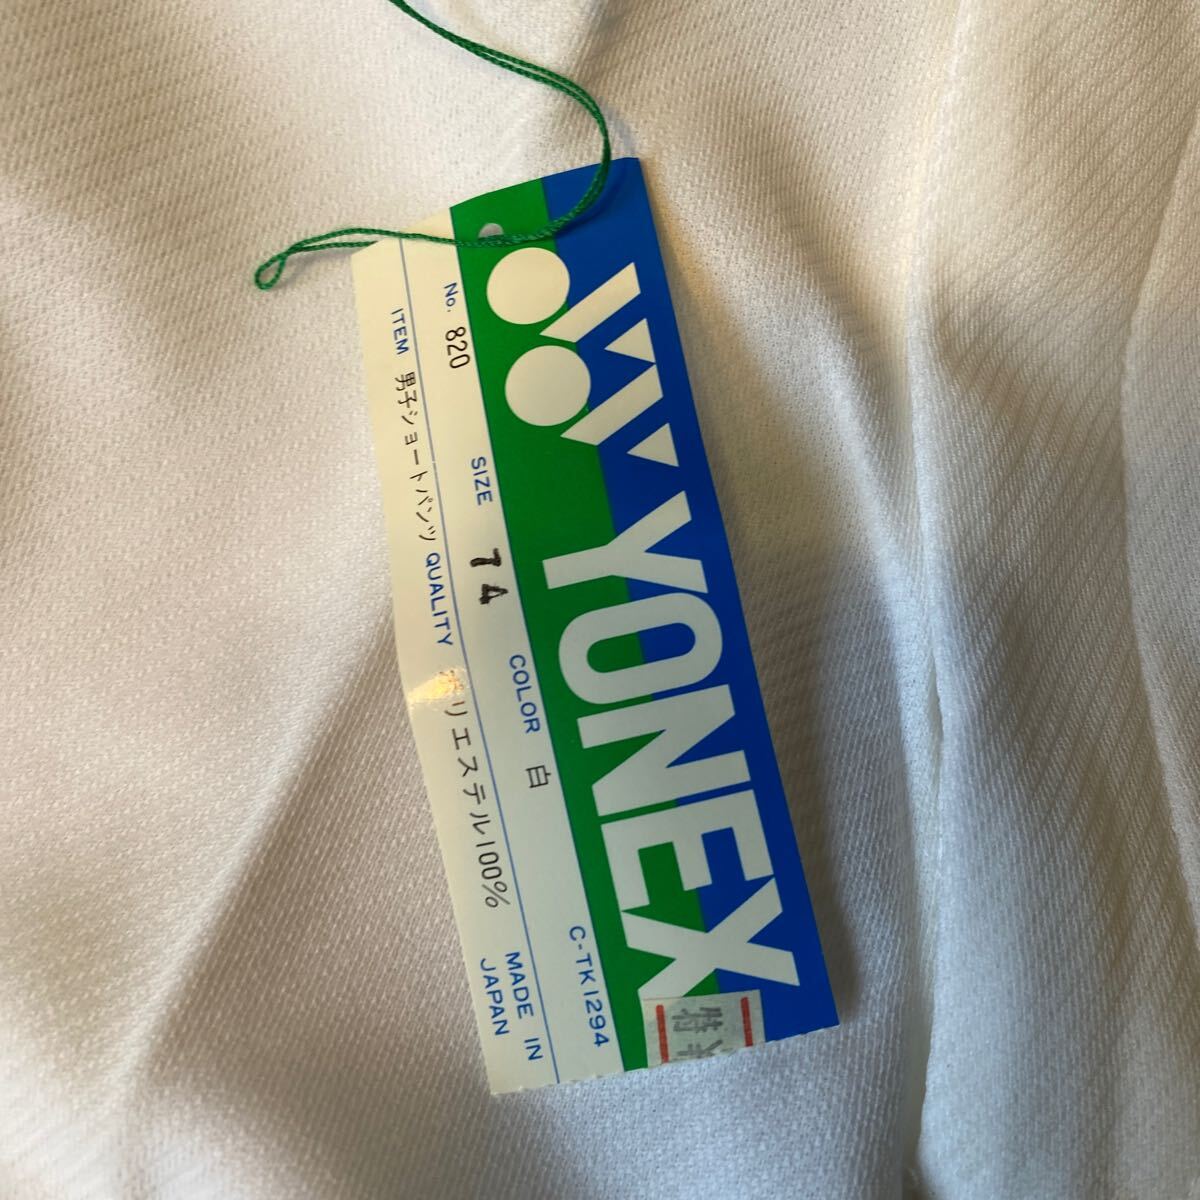 YONEX
No. 820 SIZE 74 COLOR 白 C-TK1294
ITEM 男子ショートパンツ QUALITY リエステル100% MADE IN JAPAN
特